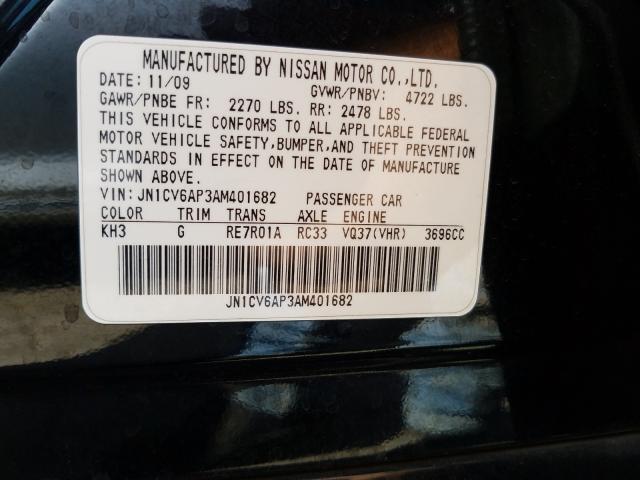 MANUFACTURED BY NISSAN MOTOR CO.,LTD.
DATE: 11/09 GVWR/PNBV: 4722 LBS.
GAWR/PNBE FR: 2270 LBS. RR: 2478 LBS.
THIS VEHICLE CONFORMS TO ALL APPLICABLE FEDERAL
MOTOR VEHICLE SAFETY,BUMPER,AND THEFT PREVENTION
STANDARDS IN EFFECT ON THE DATE OF MANUFACTURE
SHOWN ABOVE.
VIN: JN1CV6AP3AM401682 PASSENGER CAR
COLOR TRIM TRANS AXLE ENGINE
KH3 G RE7R01A RC33 VQ37(VHR) 3696CC
JN1CV6AP3AM401682